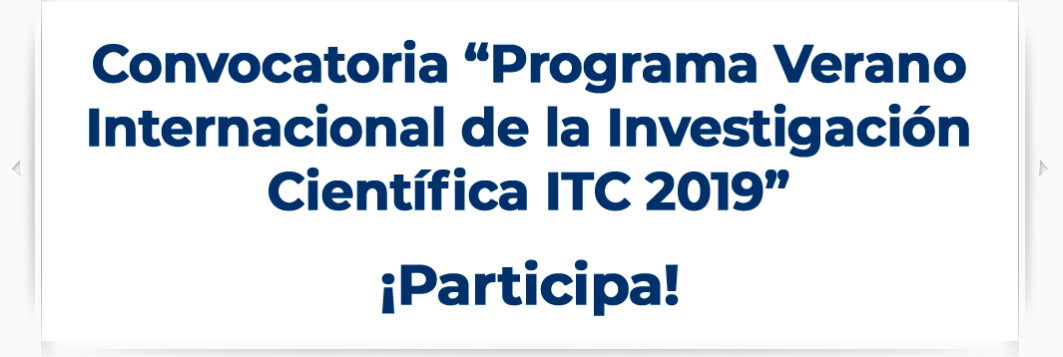 Convocatoria “Programa Verano
Internacional de la Investigación
Científica ITC 2019”
¡Participa!